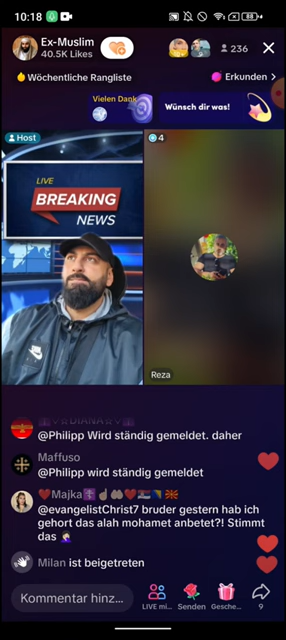 10:18
88
Ex-Muslim
40.5K Likes
236
Wöchentliche Rangliste
Erkunden
Vielen Dank
Wünsch dir was!
Host
4
LIVE
BREAKING
NEWS
Reza
DIANA
@Philipp Wird ständig gemeldet. daher
Maffuso
@Philipp wird ständig gemeldet
❤️Majka✝️☝🤲❤️🇷🇸🇭🇷🇲🇰
@evangelistChrist7 bruder gestern hab ich
gehort das alah mohamet anbetet?! Stimmt
das 🤦🏻‍♀️
Milan ist beigetreten
Kommentar hinz...
LIVE mi...
Senden
Gesche...
9